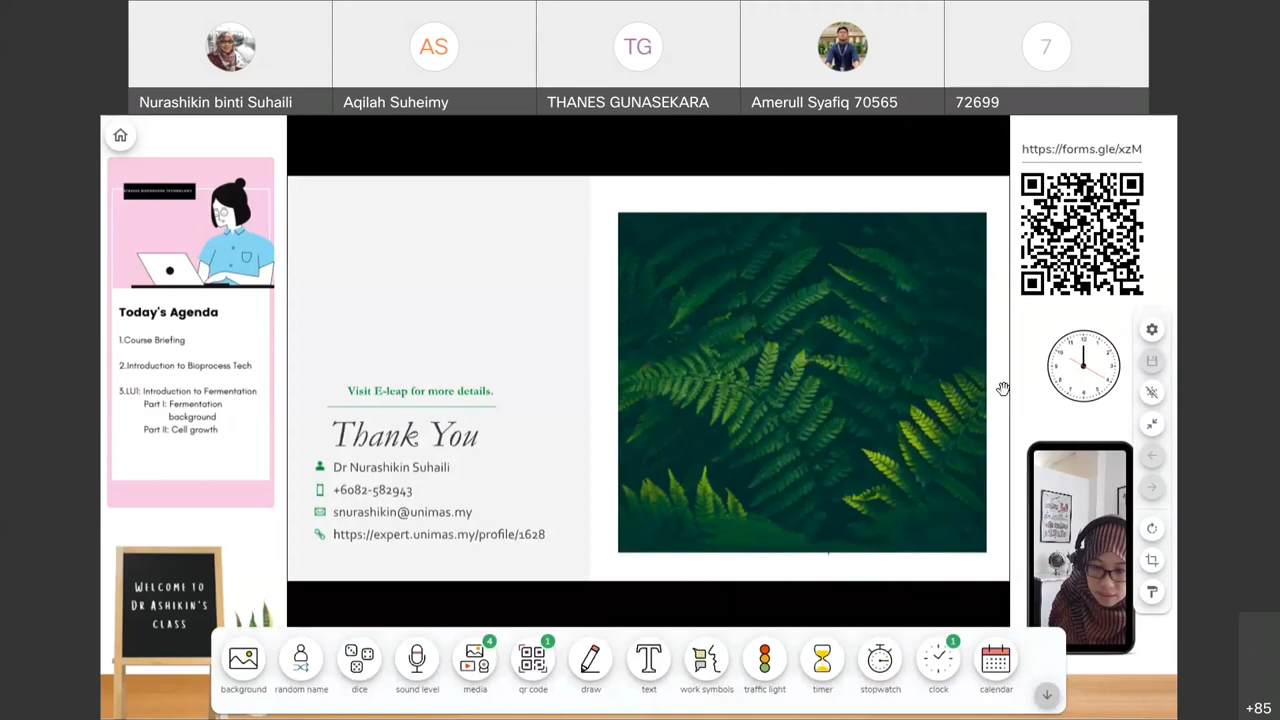 AS
TG
7
Nurashikin binti Suhaili
Aqilah Suheimy
THANES GUNASEKARA
Amerull Syafiq 70565
72699
https://forms.gle/xzM
Today's Agenda
1.Course Briefing
2.Introduction to Bioprocess Tech
3.LU1: Introduction to Fermentation
Part I: Fermentation
background
Part II: Cell growth
Visit E-leap for more details.
Thank You
Dr Nurashikin Suhaili
+6082-582943
snurashikin@unimas.my
https://expert.unimas.my/profile/1628
WELCOME TO
DR ASHIKIN'S
CLASS
4
1
1
background
random name
dice
sound level
media
qr code
draw
text
work symbols
traffic light
timer
stopwatch
clock
calendar
+85